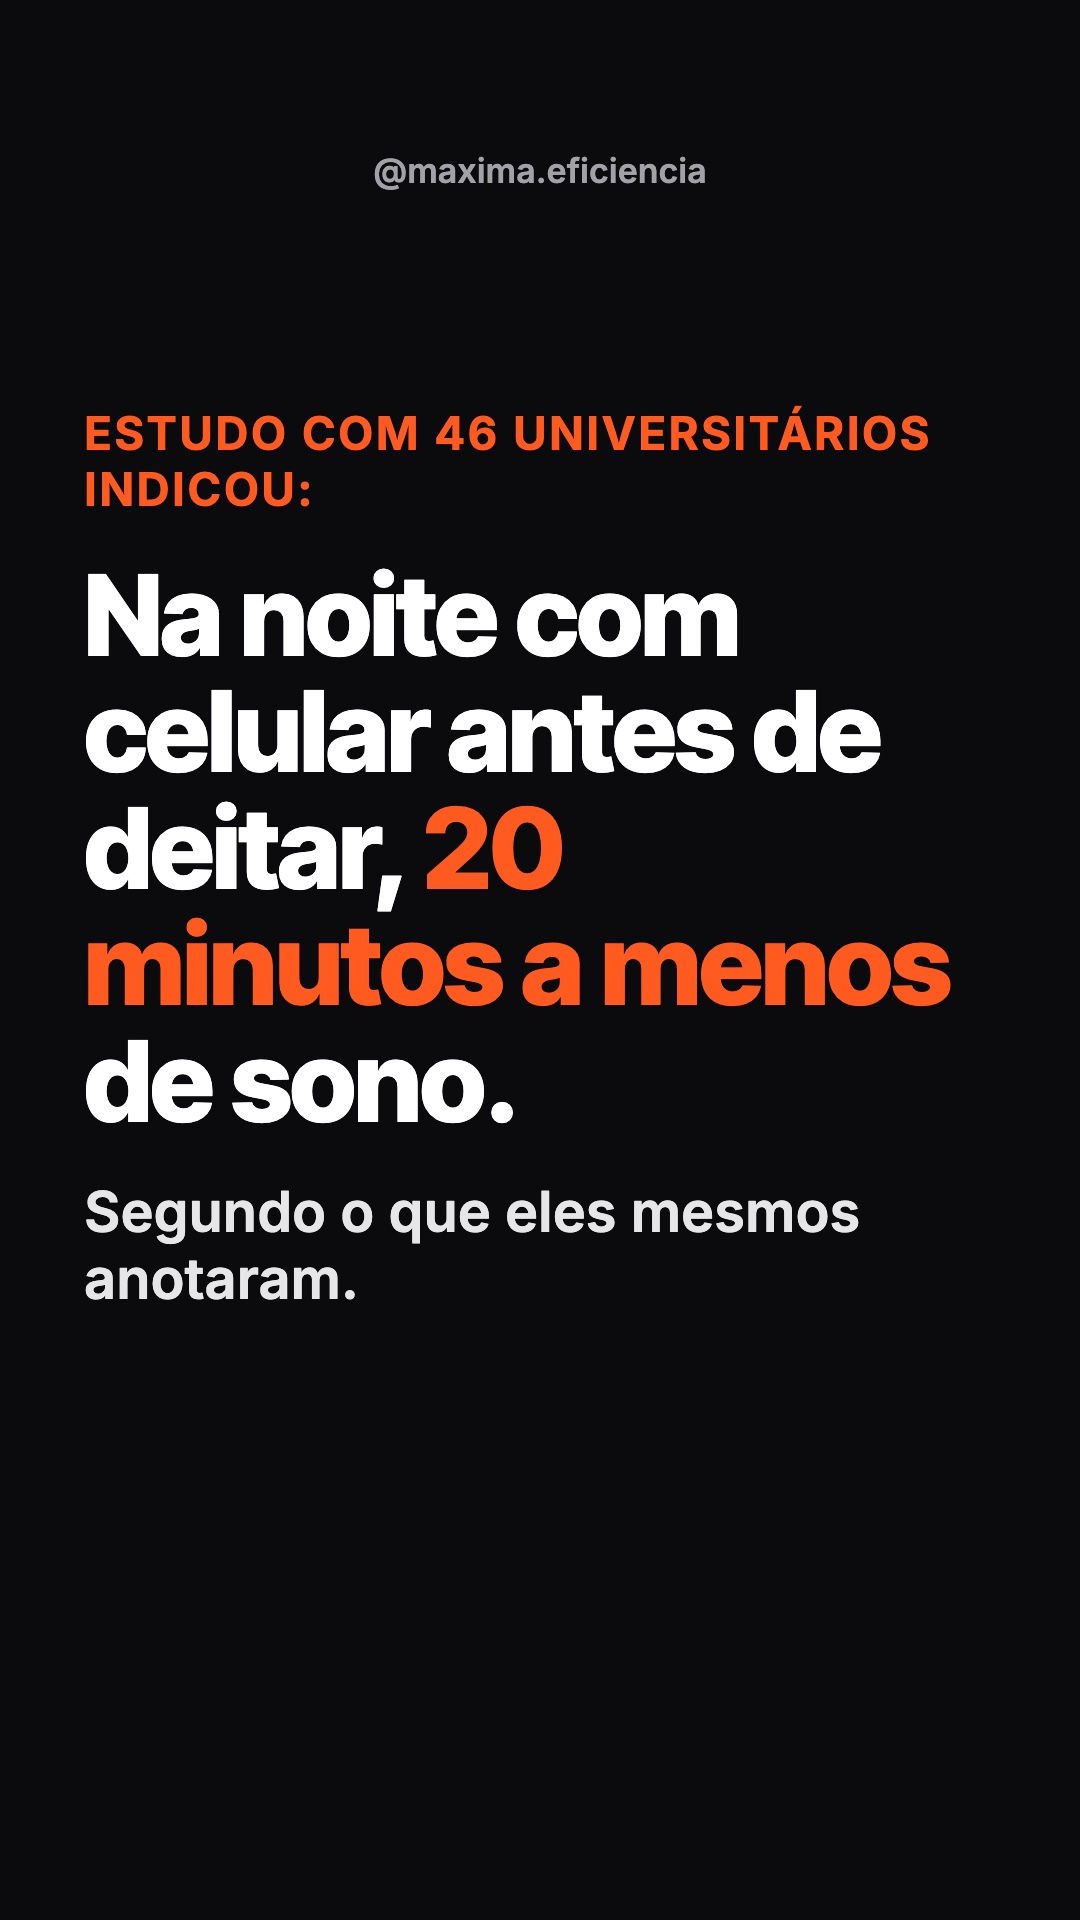 @maxima.eficiencia
ESTUDO COM 46 UNIVERSITÁRIOS
INDICOU:
Na noite com
celular antes de
deitar, 20
minutos a menos
de sono.
Segundo o que eles mesmos
anotaram.